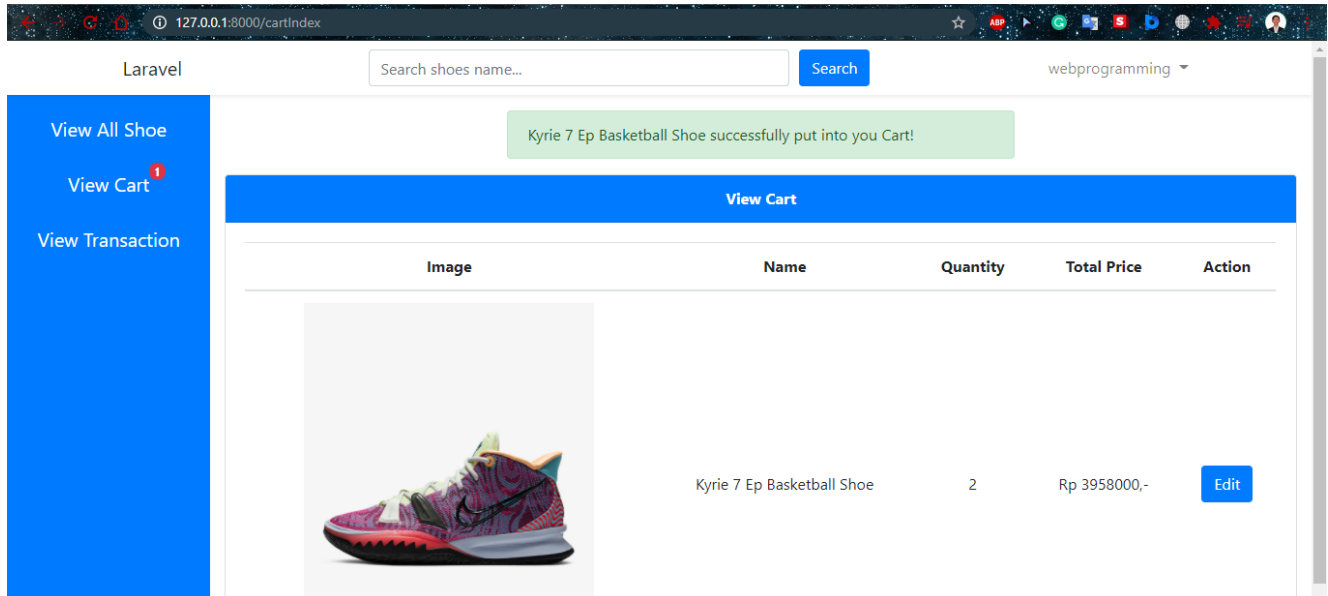 127.0.0.1:8000/cartIndex
ABP
Laravel
Search shoes name...
Search
webprogramming
View All Shoe
Kyrie 7 Ep Basketball Shoe successfully put into you Cart!
View Cart 1
View Cart
View Transaction
Image Name Quantity Total Price Action
Kyrie 7 Ep Basketball Shoe 2 Rp 3958000,- Edit